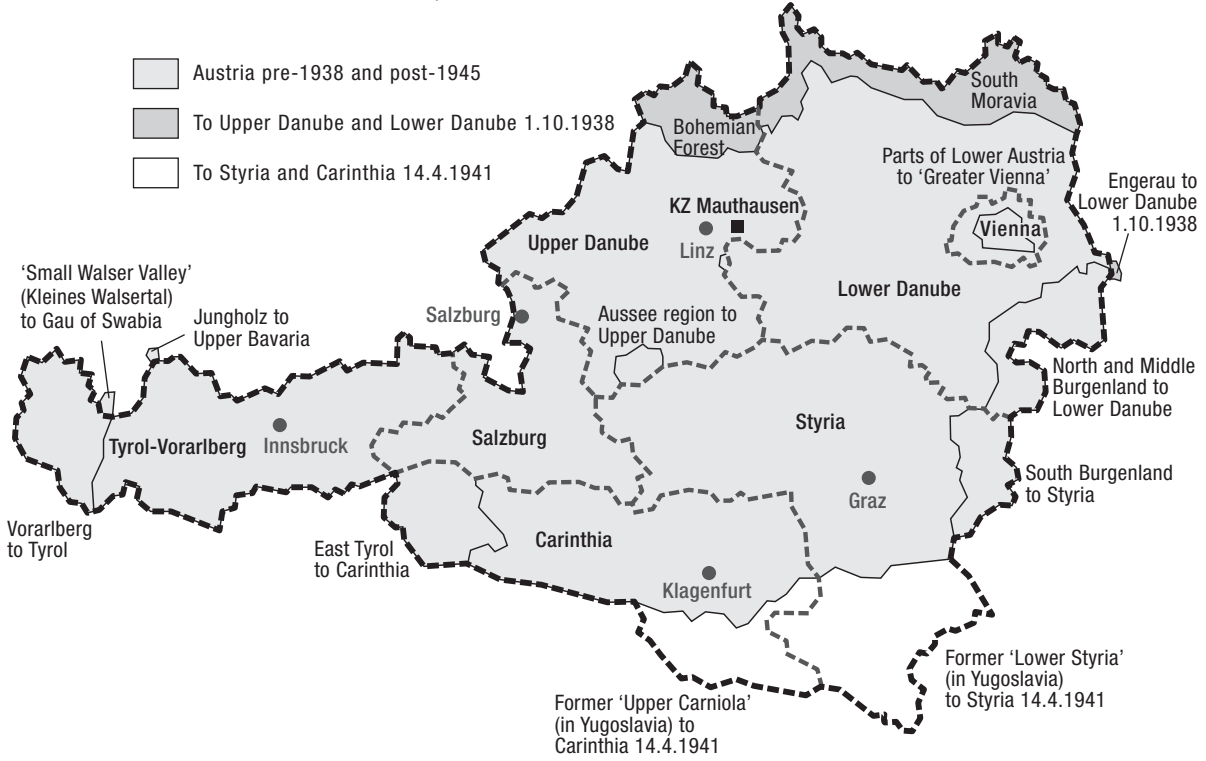 Austria pre-1938 and post-1945
To Upper Danube and Lower Danube 1.10.1938
To Styria and Carinthia 14.4.1941
South
Moravia
Bohemian
Forest
Parts of Lower Austria
to ‘Greater Vienna’
Engerau to
Lower Danube
1.10.1938
KZ Mauthausen
Linz
Upper Danube
Vienna
Lower Danube
‘Small Walser Valley’
(Kleines Walsertal)
to Gau of Swabia
Jungholz to
Upper Bavaria
Salzburg
Aussee region to
Upper Danube
North and Middle
Burgenland to
Lower Danube
Tyrol-Vorarlberg
Innsbruck
Salzburg
Styria
Graz
South Burgenland
to Styria
Vorarlberg
to Tyrol
East Tyrol
to Carinthia
Carinthia
Klagenfurt
Former ‘Upper Carniola’
(in Yugoslavia) to
Carinthia 14.4.1941
Former ‘Lower Styria’
(in Yugoslavia)
to Styria 14.4.1941